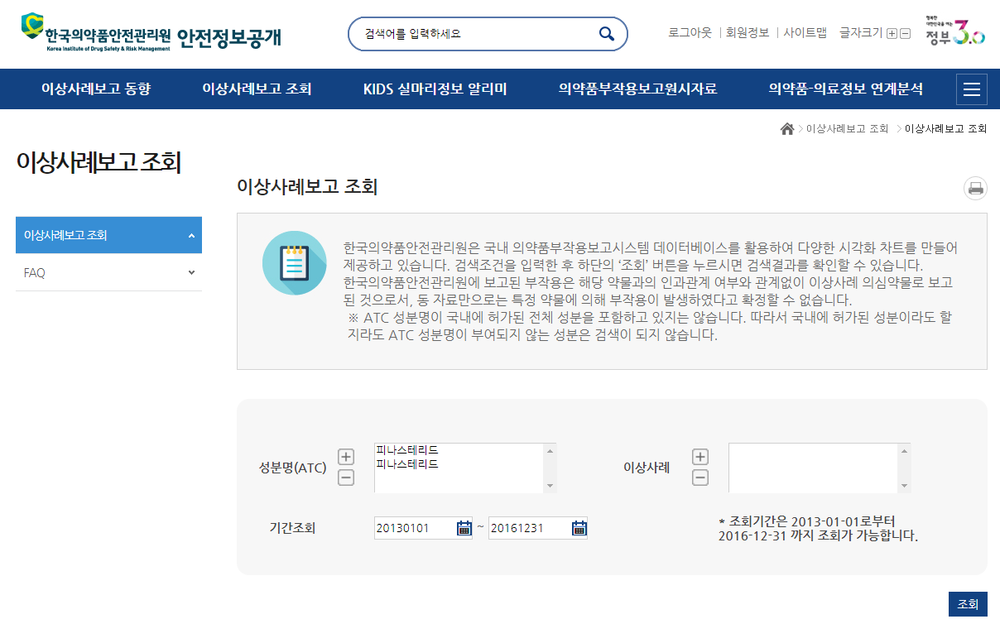 한국의약품안전관리원 안전정보공개
Korea Institute of Drug Safety & Risk Management
검색어를 입력하세요
로그아웃 | 회원정보 | 사이트맵 글자크기
행복한
대한민국을 여는
정부3.0
이상사례보고 동향 이상사례보고 조회 KIDS 실마리정보 알리미 의약품부작용보고원시자료 의약품-의료정보 연계분석
> 이상사례보고 조회 > 이상사례보고 조회
이상사례보고 조회
이상사례보고 조회
FAQ
이상사례보고 조회
한국의약품안전관리원은 국내 의약품부작용보고시스템 데이터베이스를 활용하여 다양한 시각화 차트를 만들어
제공하고 있습니다. 검색조건을 입력한 후 하단의 ‘조회’ 버튼을 누르시면 검색결과를 확인할 수 있습니다.
한국의약품안전관리원에 보고된 부작용은 해당 약물과의 인과관계 여부와 관계없이 이상사례 의심약물로 보고
된 것으로서, 동 자료만으로는 특정 약물에 의해 부작용이 발생하였다고 확정할 수 없습니다.
※ ATC 성분명이 국내에 허가된 전체 성분을 포함하고 있지는 않습니다. 따라서 국내에 허가된 성분이라도 할
지라도 ATC 성분명이 부여되지 않는 성분은 검색이 되지 않습니다.
성분명(ATC)
피나스테리드
피나스테리드
이상사례
기간조회 20130101 ~ 20161231
* 조회기간은 2013-01-01로부터
2016-12-31 까지 조회가 가능합니다.
조회